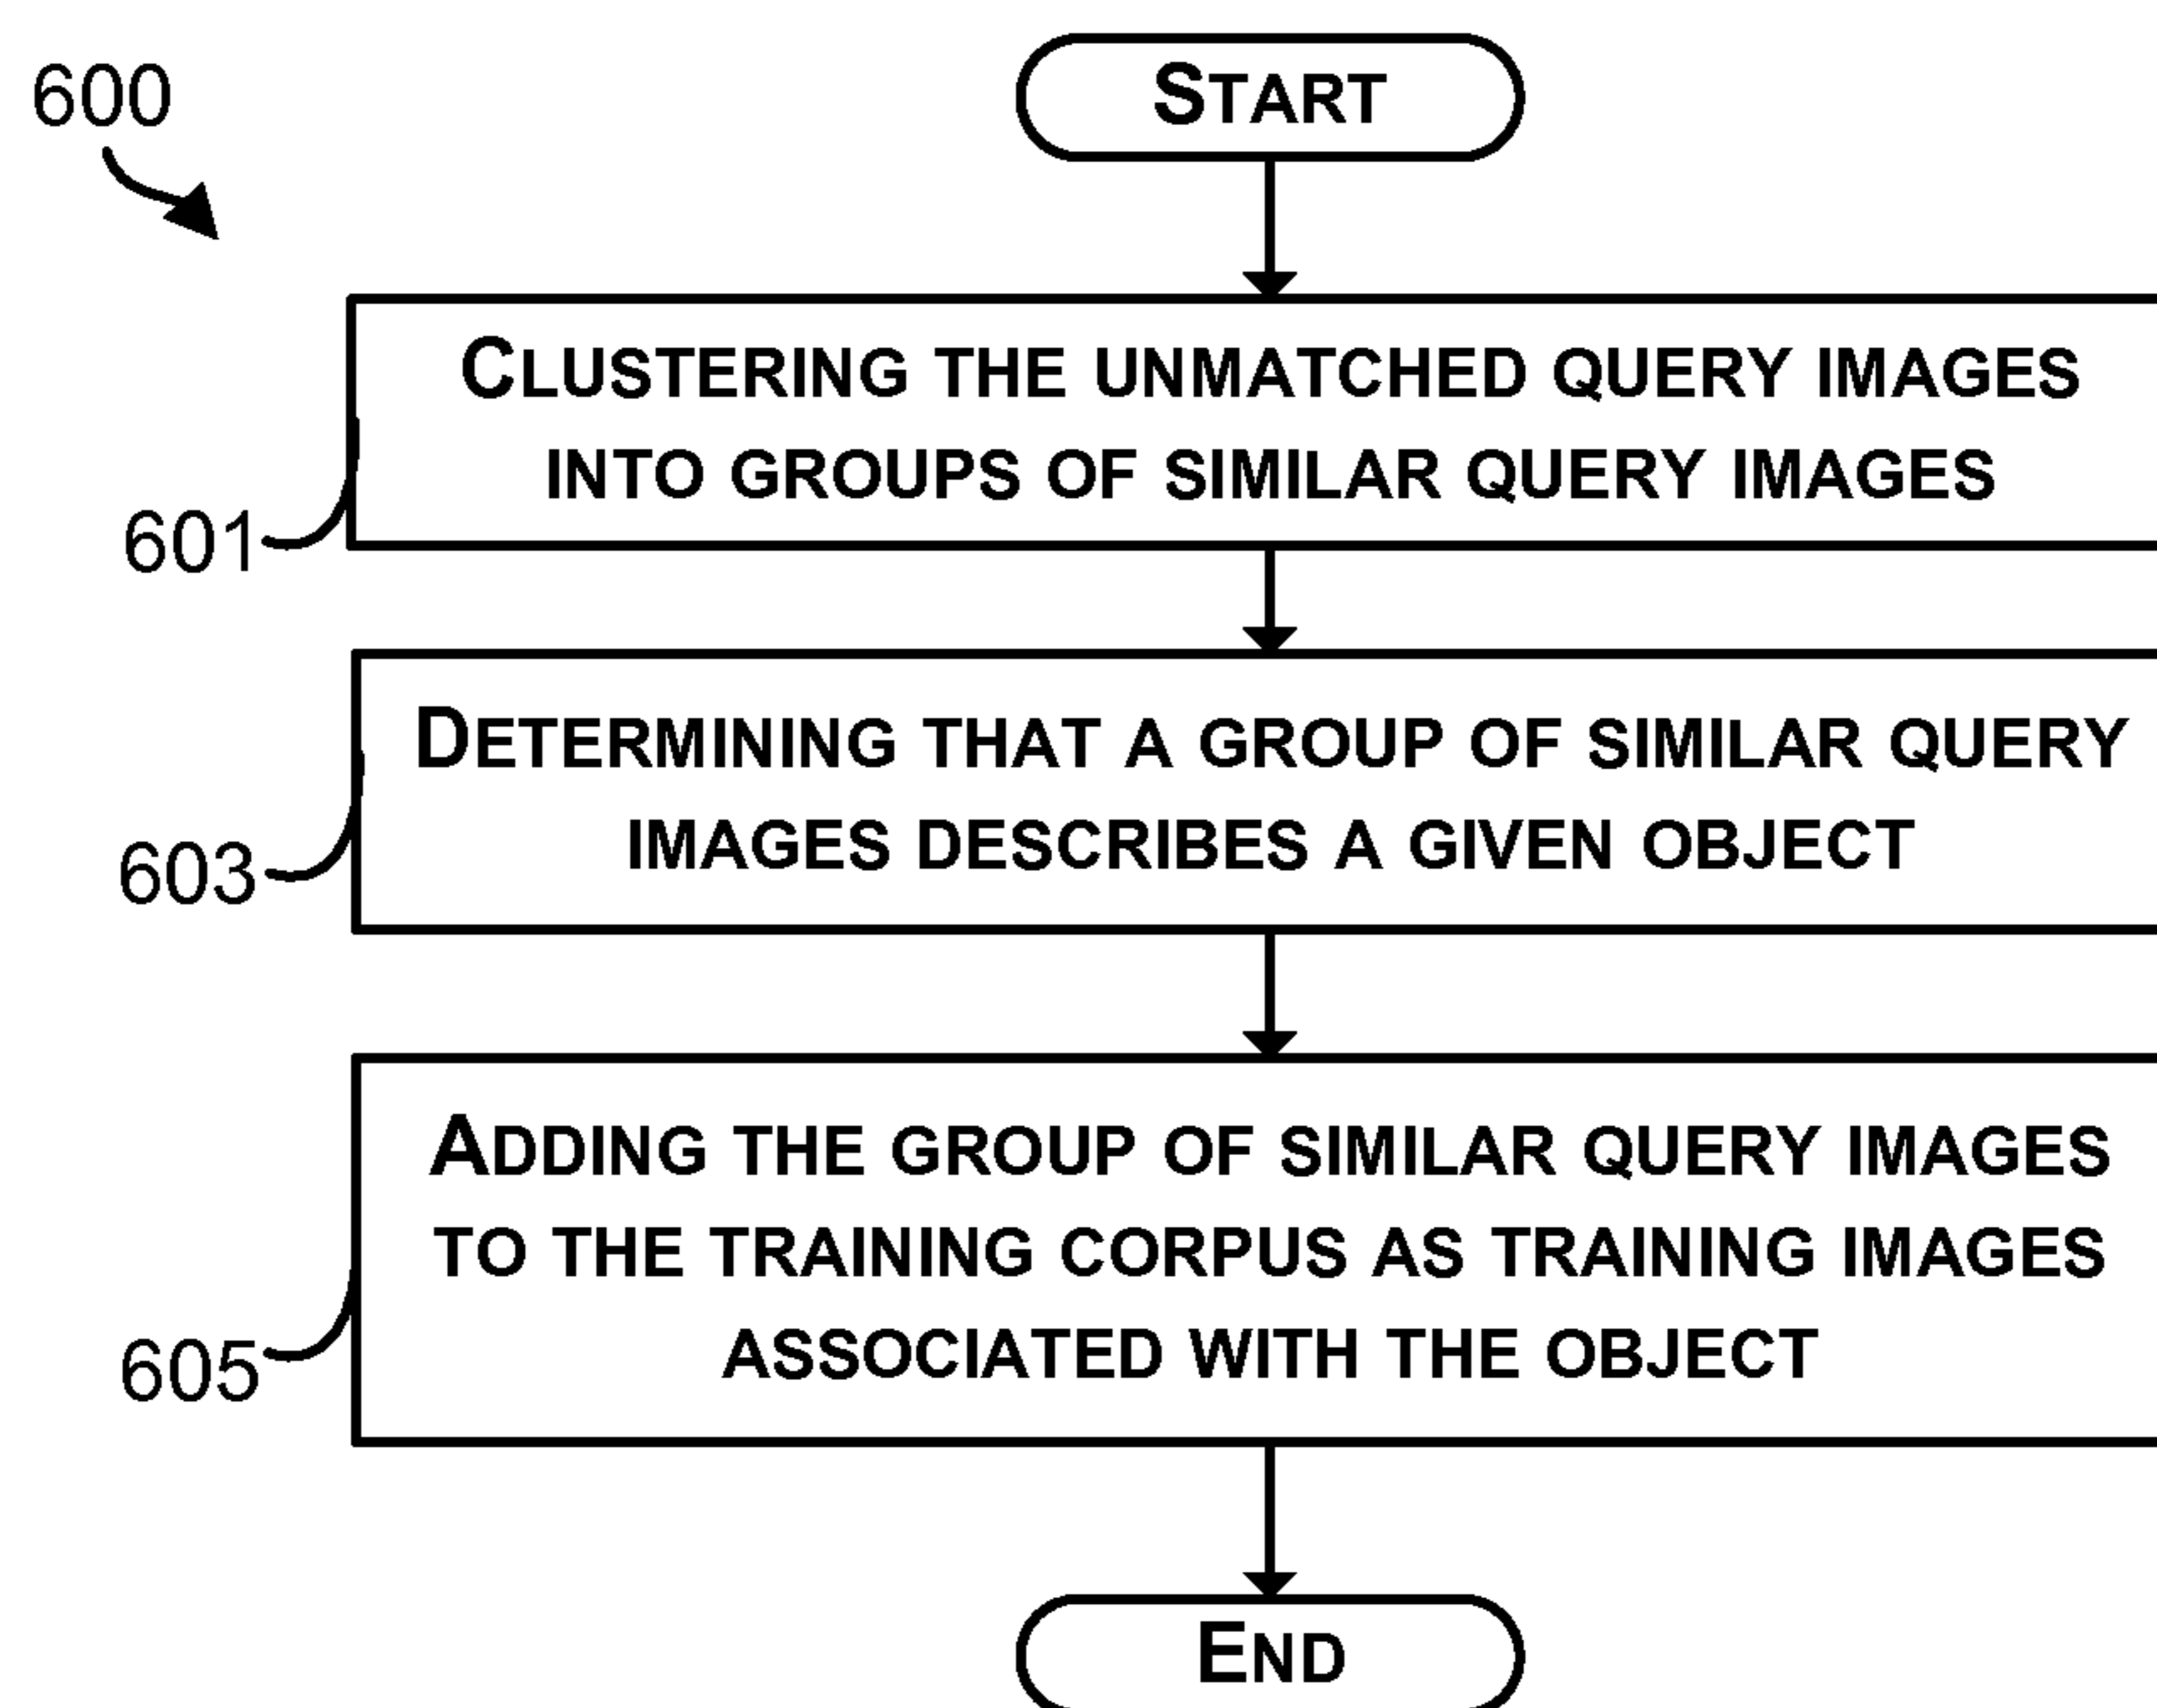 600
START
CLUSTERING THE UNMATCHED QUERY IMAGES
INTO GROUPS OF SIMILAR QUERY IMAGES
601
DETERMINING THAT A GROUP OF SIMILAR QUERY
IMAGES DESCRIBES A GIVEN OBJECT
603
ADDING THE GROUP OF SIMILAR QUERY IMAGES
TO THE TRAINING CORPUS AS TRAINING IMAGES
ASSOCIATED WITH THE OBJECT
605
END